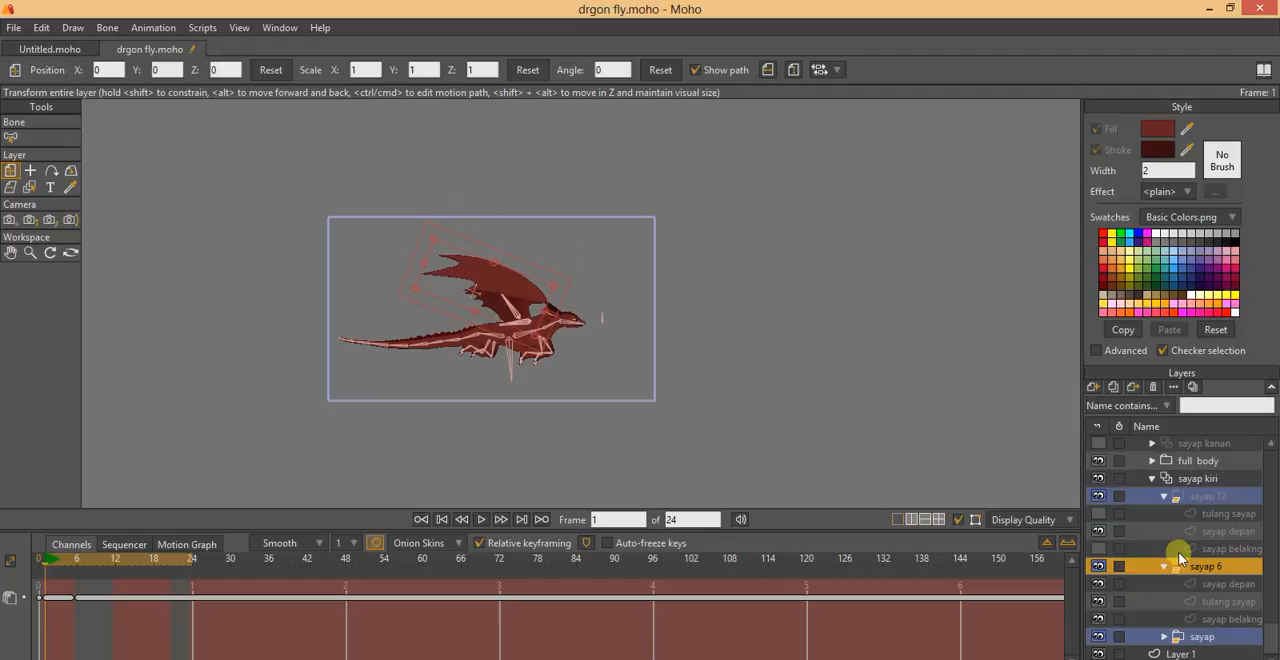 drgon fly.moho - Moho
File Edit Draw Bone Animation Scripts View Window Help
Untitled.moho drgon fly.moho
Position X: 0 Y: 0 Z: 0 Reset Scale X: 1 Y: 1 Z: 1 Reset Angle: 0 Reset Show path
Transform entire layer (hold <shift> to constrain, <alt> to move forward and back, <ctrl/cmd> to edit motion path, <shift> + <alt> to move in Z and maintain visual size) Frame: 1
Tools
Bone
Layer
Camera
Workspace
Style
Fill
Stroke
No Brush
Width 2
Effect <plain> ...
Swatches Basic Colors.png
Copy Paste Reset
Advanced Checker selection
Layers
Name contains...
Name
sayap kanan
full body
sayap kiri
sayap 12
tulang sayap
sayap depan
sayap belakng
sayap 6
sayap depan
tulang sayap
sayap belakng
sayap
Layer 1
Frame 1 of 24 Display Quality
Channels Sequencer Motion Graph Smooth 1 Onion Skins Relative keyframing Auto-freeze keys
0 6 12 18 24 30 36 42 48 54 60 66 72 78 84 90 96 102 108 114 120 126 132 138 144 150 156
0 1 2 3 4 5 6